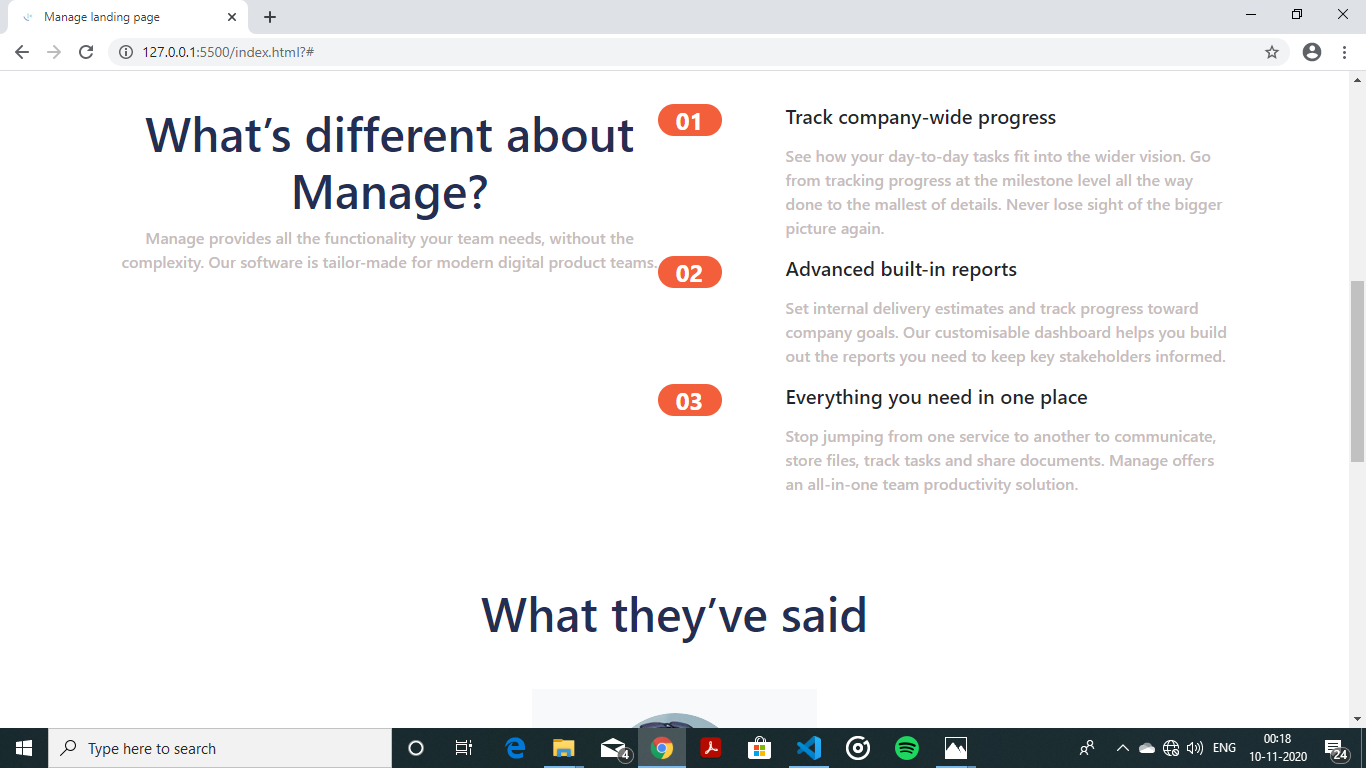 Manage landing page
127.0.0.1:5500/index.html?#
What’s different about
Manage?
Manage provides all the functionality your team needs, without the
complexity. Our software is tailor-made for modern digital product teams.
01
Track company-wide progress
See how your day-to-day tasks fit into the wider vision. Go
from tracking progress at the milestone level all the way
done to the mallest of details. Never lose sight of the bigger
picture again.
02
Advanced built-in reports
Set internal delivery estimates and track progress toward
company goals. Our customisable dashboard helps you build
out the reports you need to keep key stakeholders informed.
03
Everything you need in one place
Stop jumping from one service to another to communicate,
store files, track tasks and share documents. Manage offers
an all-in-one team productivity solution.
What they’ve said
Type here to search
4
ENG
00:18
10-11-2020
24